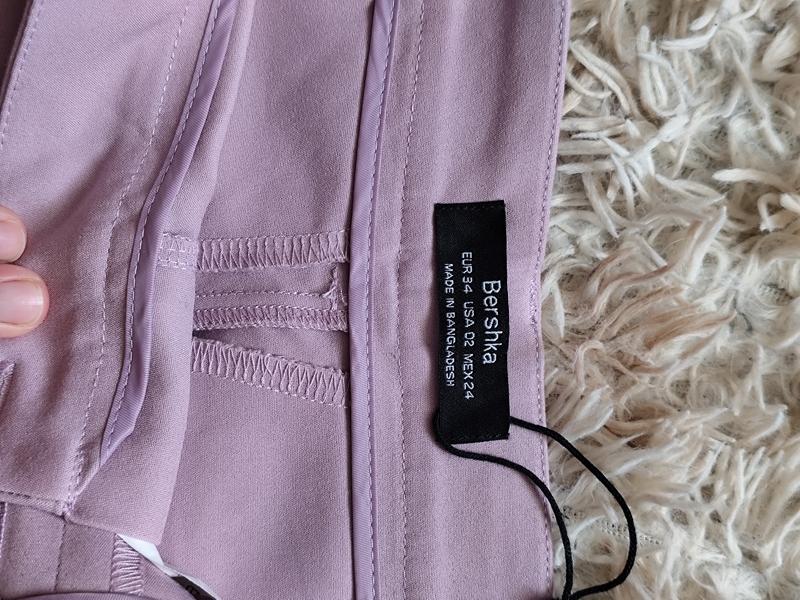 Bershka
EUR 34 USA 02 MEX 24
MADE IN BANGLADESH